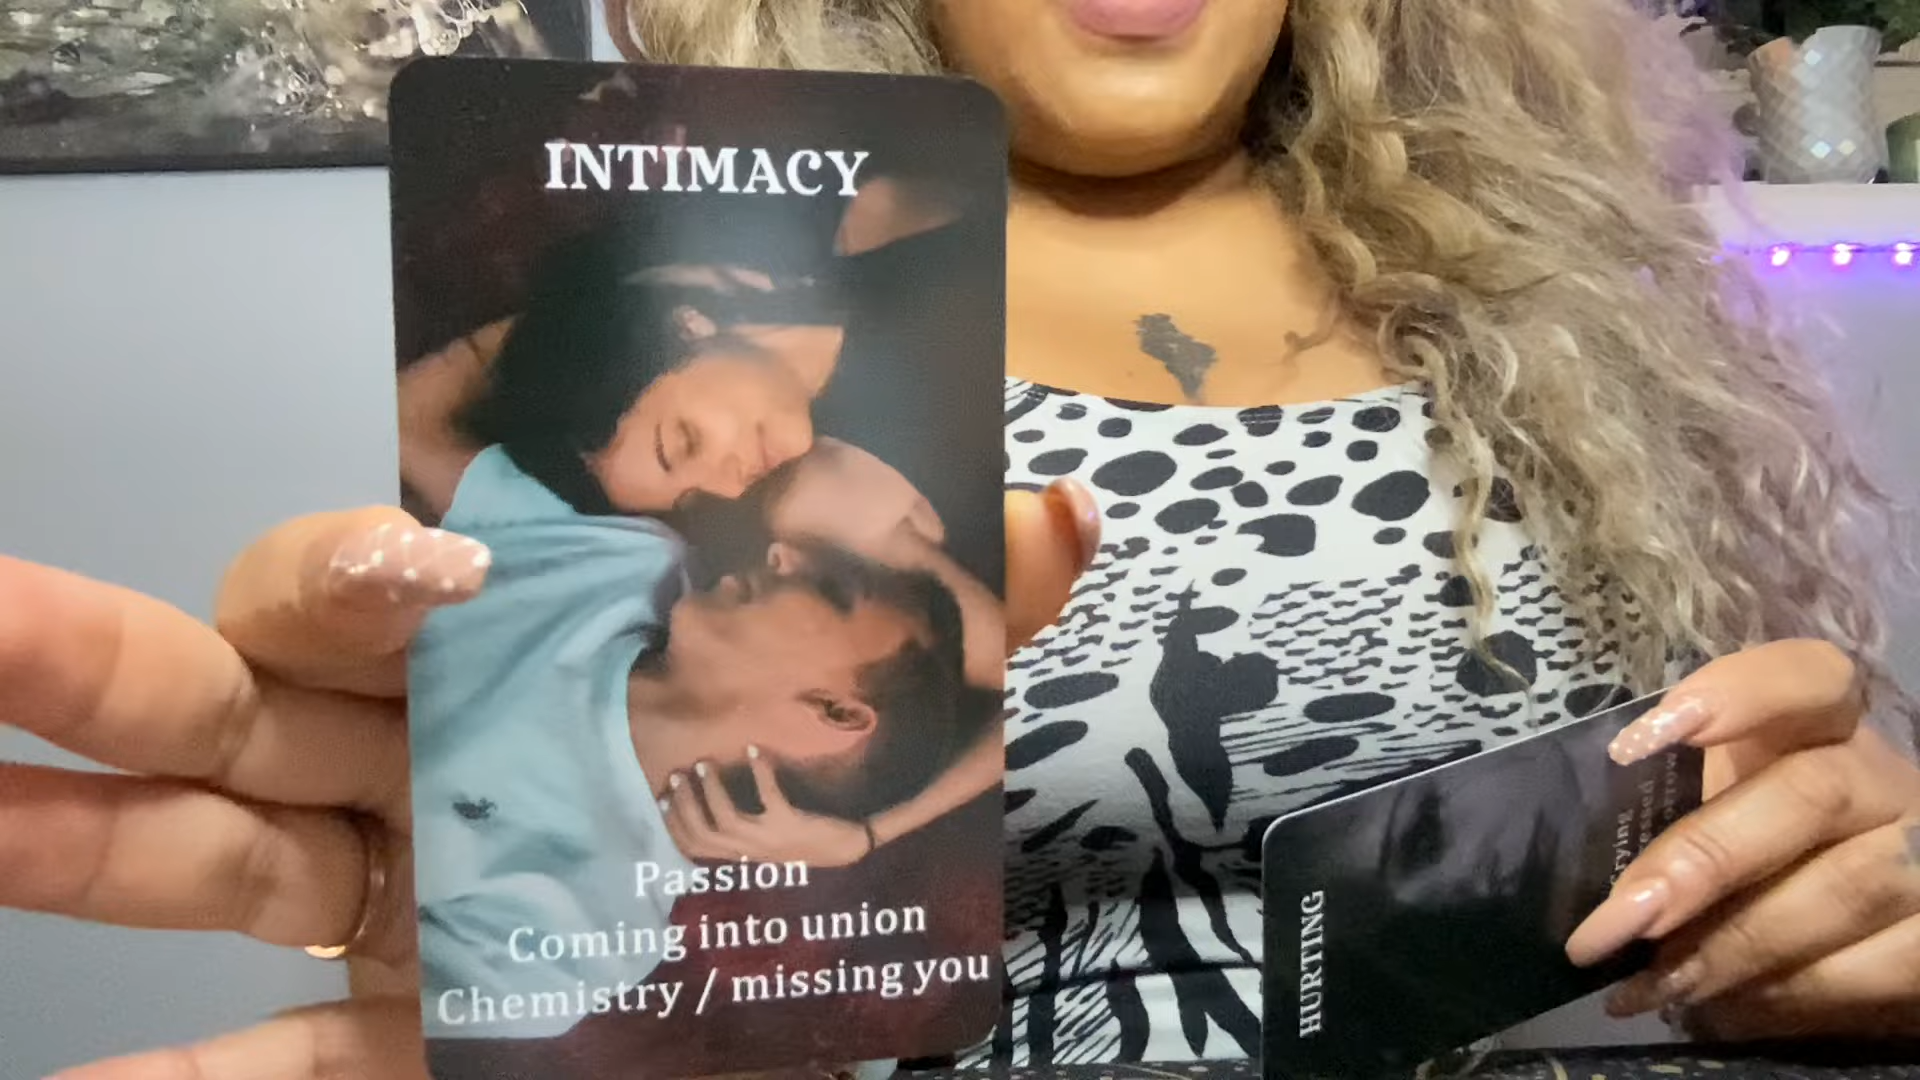 INTIMACY
Passion
Coming into union
Chemistry / missing you
HURTING